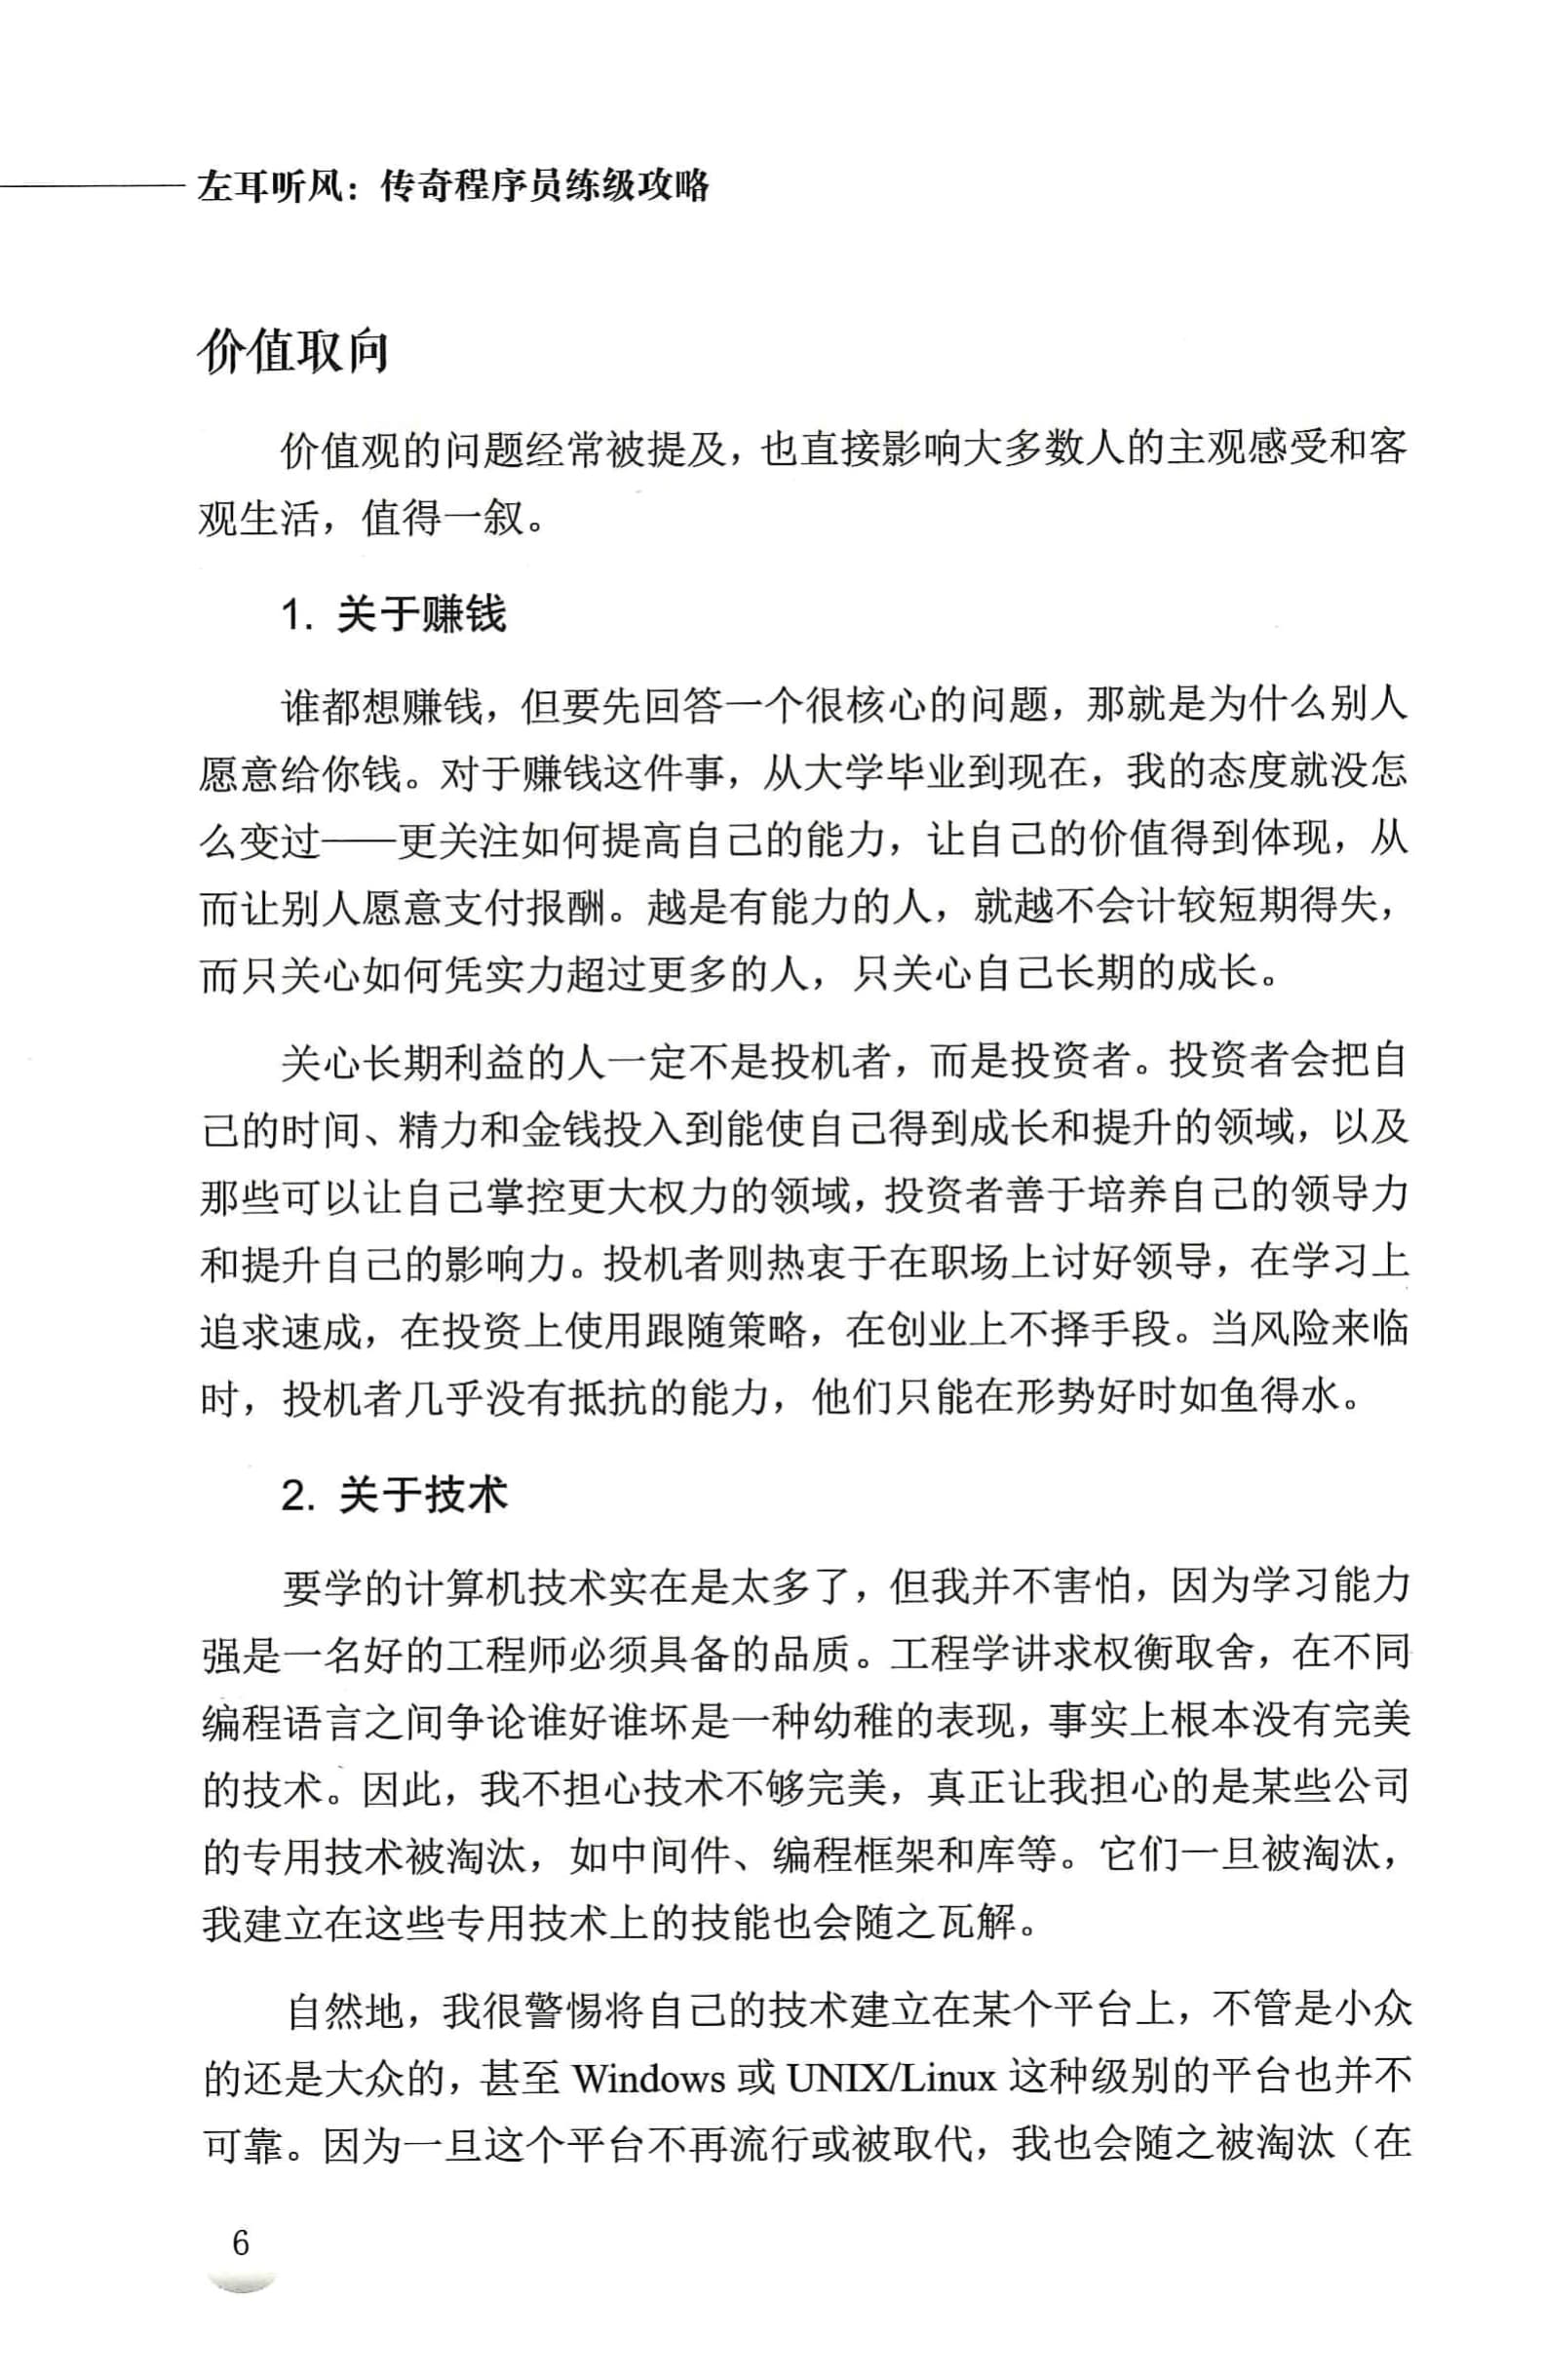 左耳听风：传奇程序员练级攻略
价值取向
价值观的问题经常被提及，也直接影响大多数人的主观感受和客
观生活，值得一叙。
1. 关于赚钱
谁都想赚钱，但要先回答一个很核心的问题，那就是为什么别人
愿意给你钱。对于赚钱这件事，从大学毕业到现在，我的态度就没怎
么变过——更关注如何提高自己的能力，让自己的价值得到体现，从
而让别人愿意支付报酬。越是有能力的人，就越不会计较短期得失，
而只关心如何凭实力超过更多的人，只关心自己长期的成长。
关心长期利益的人一定不是投机者，而是投资者。投资者会把自
己的时间、精力和金钱投入到能使自己得到成长和提升的领域，以及
那些可以让自己掌控更大权力的领域，投资者善于培养自己的领导力
和提升自己的影响力。投机者则热衷于在职场上讨好领导，在学习上
追求速成，在投资上使用跟随策略，在创业上不择手段。当风险来临
时，投机者几乎没有抵抗的能力，他们只能在形势好时如鱼得水。
2. 关于技术
要学的计算机技术实在是太多了，但我并不害怕，因为学习能力
强是一名好的工程师必须具备的品质。工程学讲求权衡取舍，在不同
编程语言之间争论谁好谁坏是一种幼稚的表现，事实上根本没有完美
的技术。因此，我不担心技术不够完美，真正让我担心的是某些公司
的专用技术被淘汰，如中间件、编程框架和库等。它们一旦被淘汰，
我建立在这些专用技术上的技能也会随之瓦解。
自然地，我很警惕将自己的技术建立在某个平台上，不管是小众
的还是大众的，甚至 Windows 或 UNIX/Linux 这种级别的平台也并不
可靠。因为一旦这个平台不再流行或被取代，我也会随之被淘汰（在
6